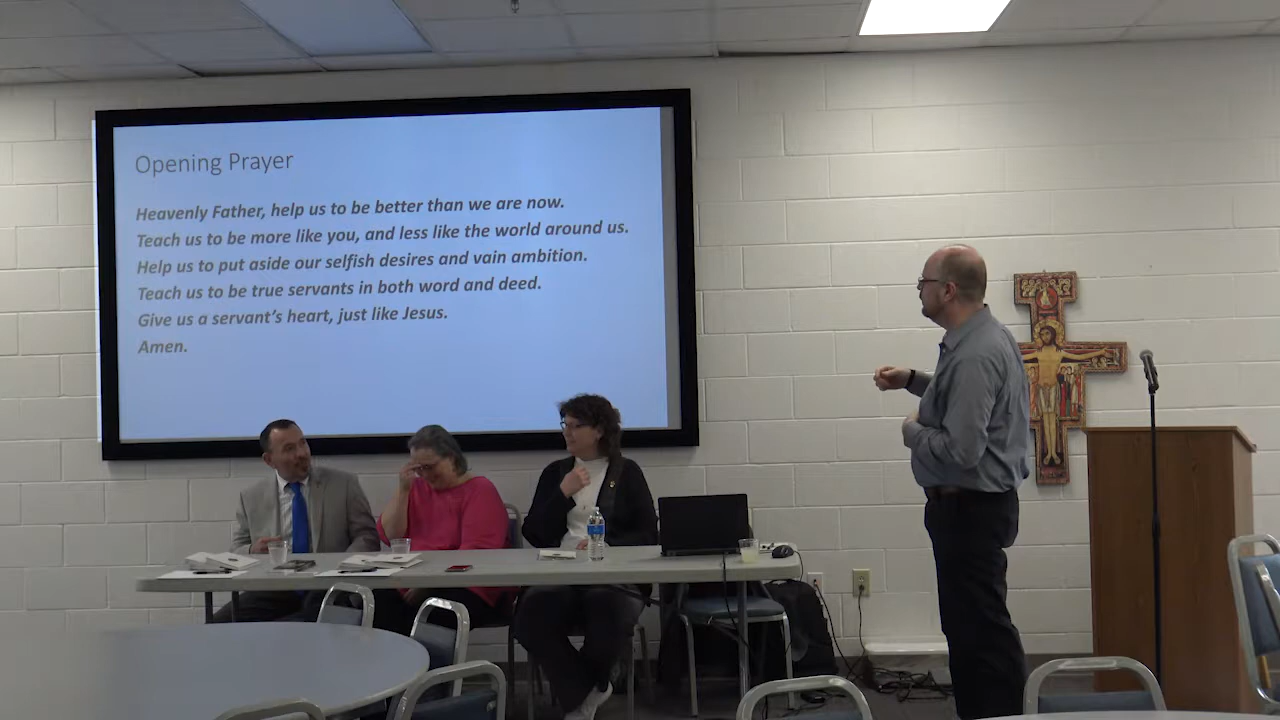 Opening Prayer
Heavenly Father, help us to be better than we are now.
Teach us to be more like you, and less like the world around us.
Help us to put aside our selfish desires and vain ambition.
Teach us to be true servants in both word and deed.
Give us a servant's heart, just like Jesus.
Amen.